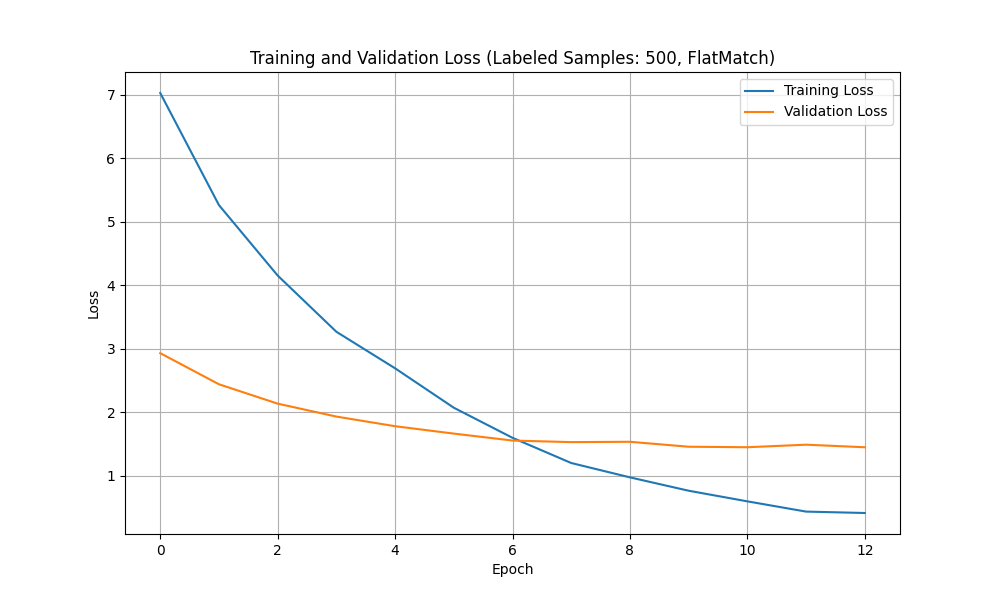 Training and Validation Loss (Labeled Samples: 500, FlatMatch)
Training Loss
Validation Loss
7
6
5
4
3
2
1
Loss
0 2 4 6 8 10 12
Epoch